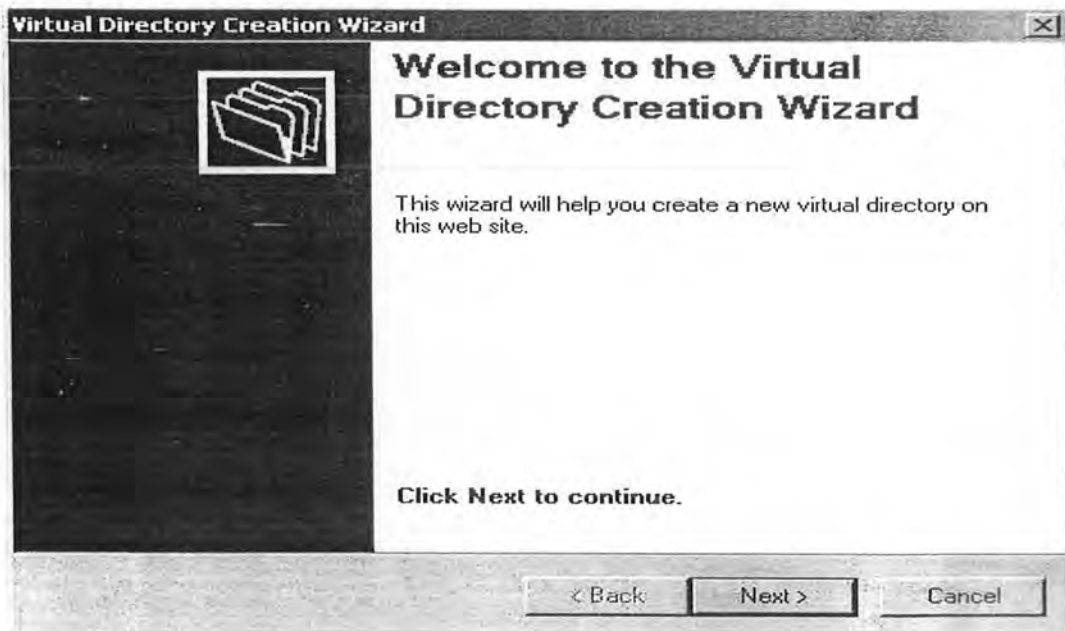 Virtual Directory Creation Wizard
Welcome to the Virtual
Directory Creation Wizard
This wizard will help you create a new virtual directory on
this web site.
Click Next to continue.
< Back
Next >
Cancel